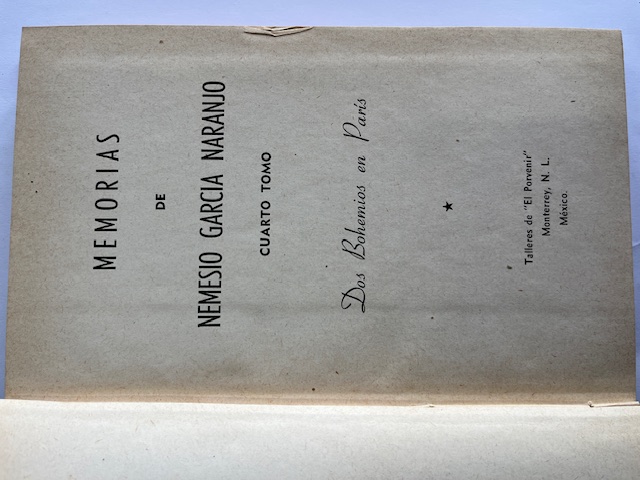 MEMORIAS
DE
NEMESIO GARCIA NARANJO
CUARTO TOMO
Dos Bohemios en París
Talleres de "El Porvenir"
Monterrey, N. L.
México.